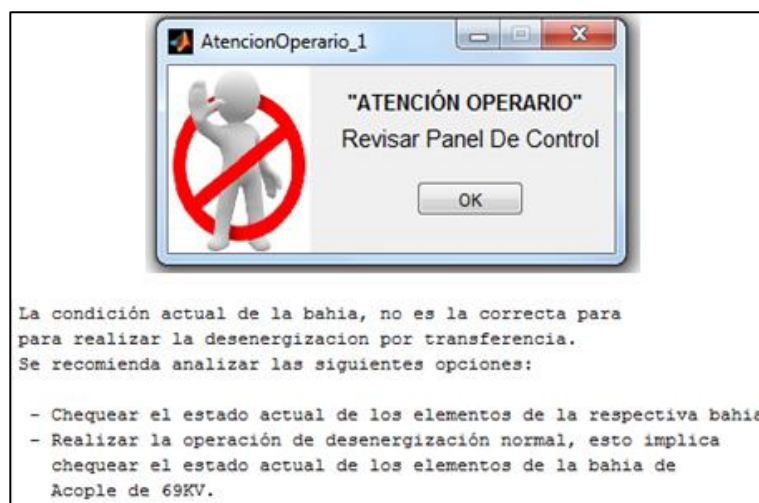 AtencionOperario_1
"ATENCIÓN OPERARIO"
Revisar Panel De Control
OK
La condición actual de la bahia, no es la correcta para
para realizar la desenergizacion por transferencia.
Se recomienda analizar las siguientes opciones:
- Chequear el estado actual de los elementos de la respectiva bahia
- Realizar la operación de desenergización normal, esto implica
chequear el estado actual de los elementos de la bahia de
Acople de 69KV.